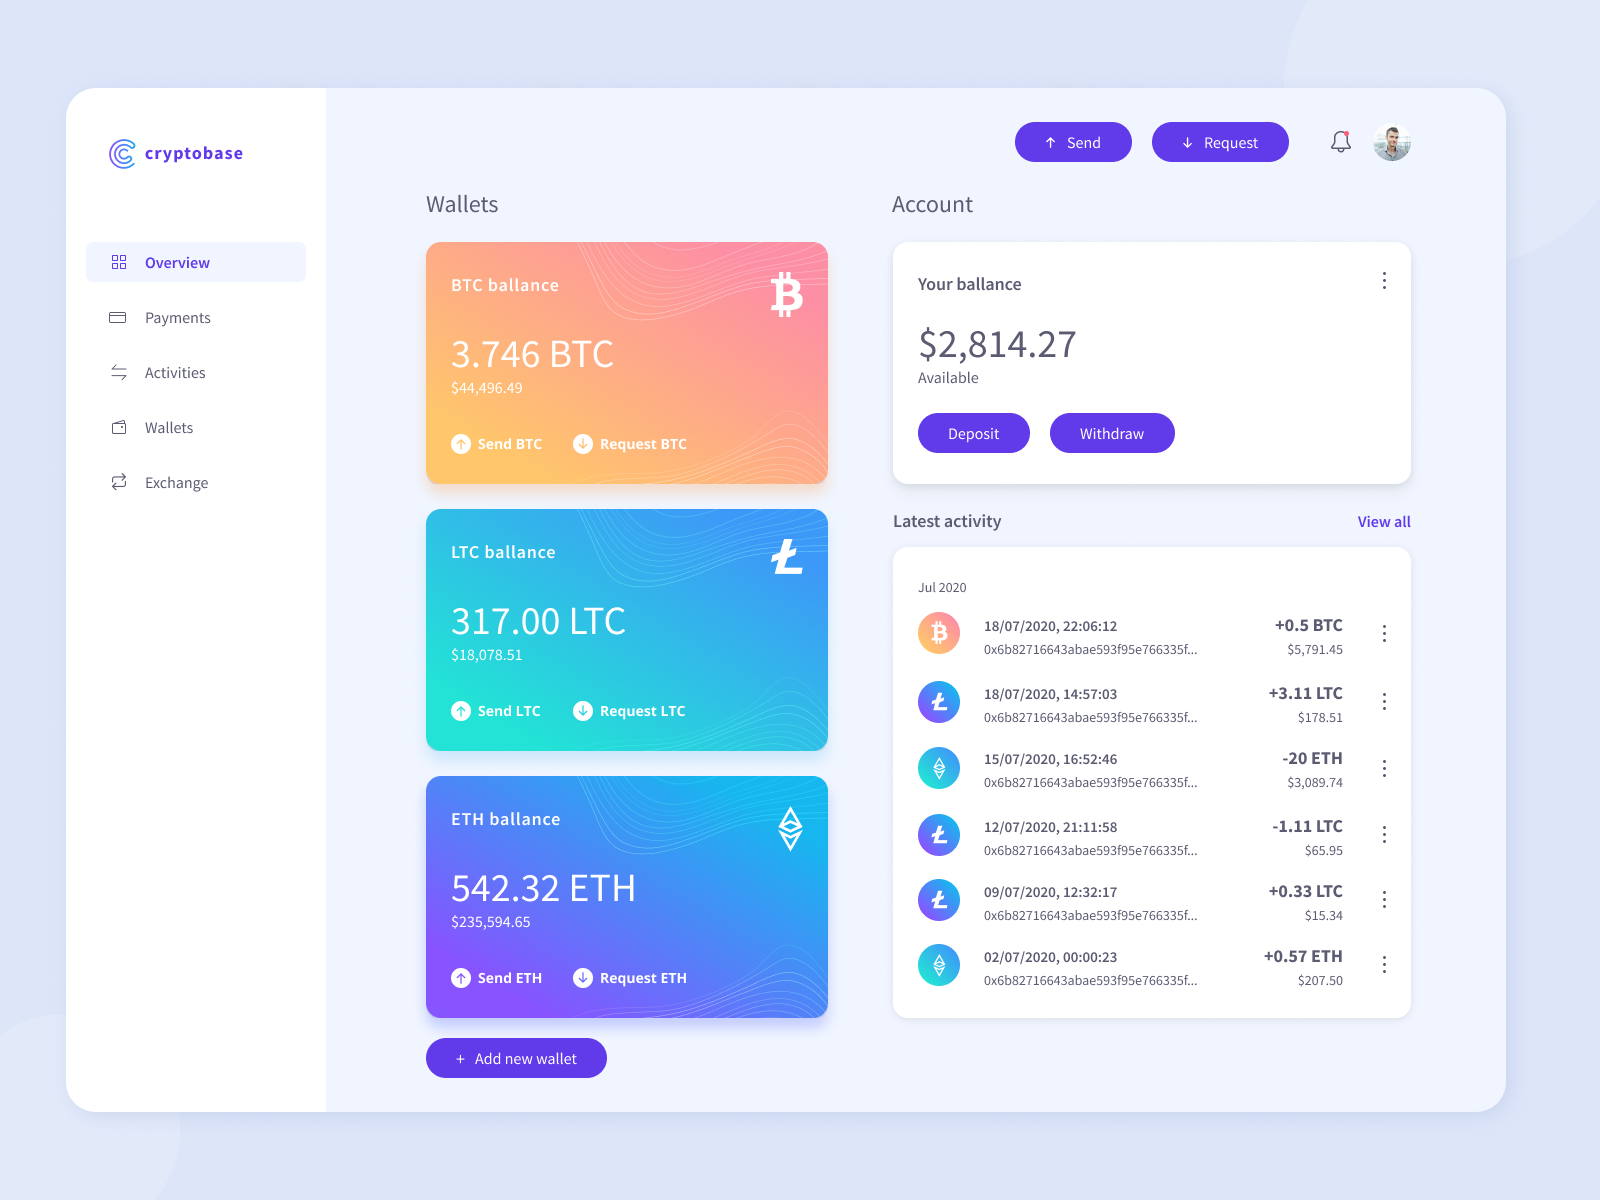 cryptobase
Overview
Payments
Activities
Wallets
Exchange
Send
Request
Wallets
BTC ballance
3.746 BTC
$44,496.49
Send BTC
Request BTC
LTC ballance
317.00 LTC
$18,078.51
Send LTC
Request LTC
ETH ballance
542.32 ETH
$235,594.65
Send ETH
Request ETH
+ Add new wallet
Account
Your ballance
$2,814.27
Available
Deposit
Withdraw
Latest activity
View all
Jul 2020
18/07/2020, 22:06:12
+0.5 BTC
0x6b82716643abae593f95e766335f...
$5,791.45
18/07/2020, 14:57:03
+3.11 LTC
0x6b82716643abae593f95e766335f...
$178.51
15/07/2020, 16:52:46
-20 ETH
0x6b82716643abae593f95e766335f...
$3,089.74
12/07/2020, 21:11:58
-1.11 LTC
0x6b82716643abae593f95e766335f...
$65.95
09/07/2020, 12:32:17
+0.33 LTC
0x6b82716643abae593f95e766335f...
$15.34
02/07/2020, 00:00:23
+0.57 ETH
0x6b82716643abae593f95e766335f...
$207.50